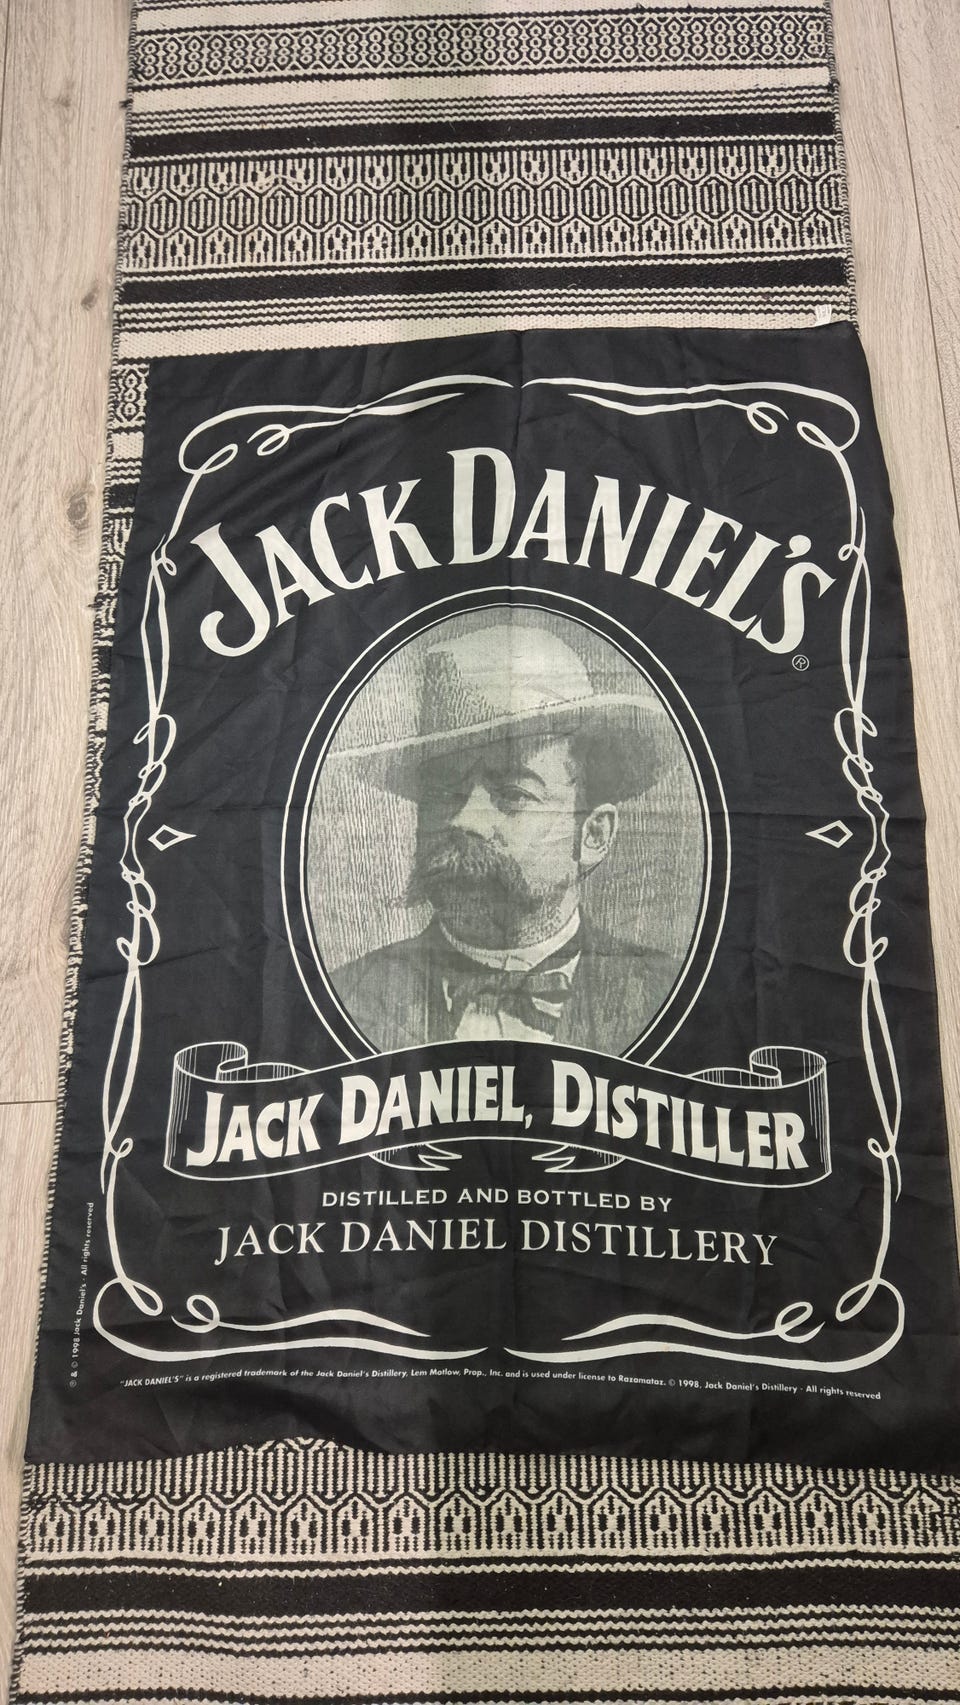 JACK DANIEL'S
®
JACK DANIEL, DISTILLER
DISTILLED AND BOTTLED BY
JACK DANIEL DISTILLERY
® & © 1998 Jack Daniel's - All rights reserved
"JACK DANIEL'S" is a registered trademark of the Jack Daniel's Distillery, Lem Motlow, Prop., Inc. and is used under license to Razamataz. © 1998, Jack Daniel's Distillery - All rights reserved